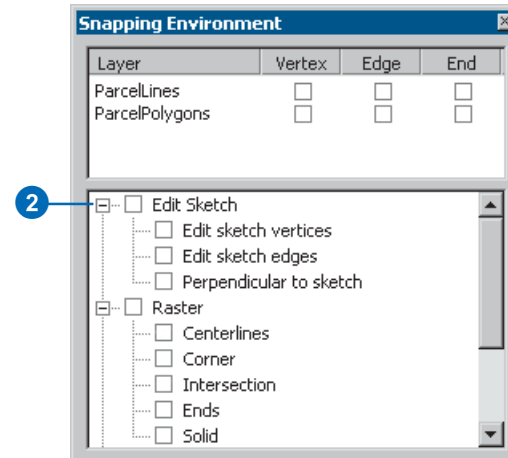 Snapping Environment
Layer Vertex Edge End
ParcelLines
ParcelPolygons
2
Edit Sketch
Edit sketch vertices
Edit sketch edges
Perpendicular to sketch
Raster
Centerlines
Corner
Intersection
Ends
Solid